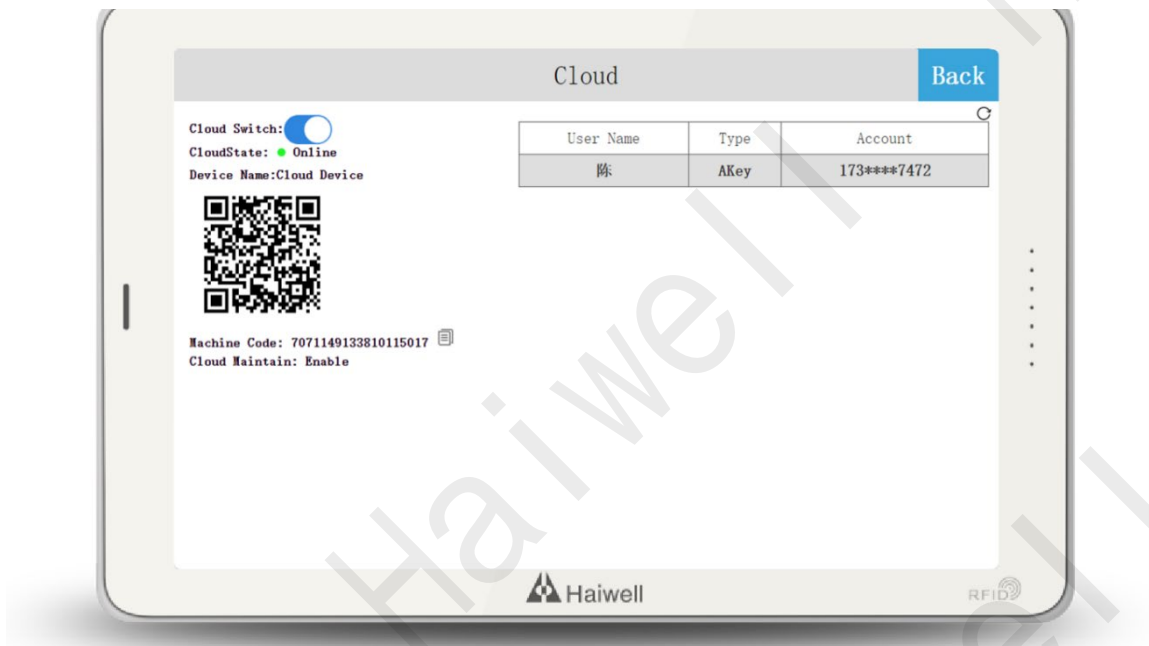 Cloud
Back
Cloud Switch:
CloudState: Online
Device Name:Cloud Device
Machine Code: 7071149133810115017
Cloud Maintain: Enable
User Name Type Account
陈 AKey 173****7472
Haiwell
RFID
Haiwell